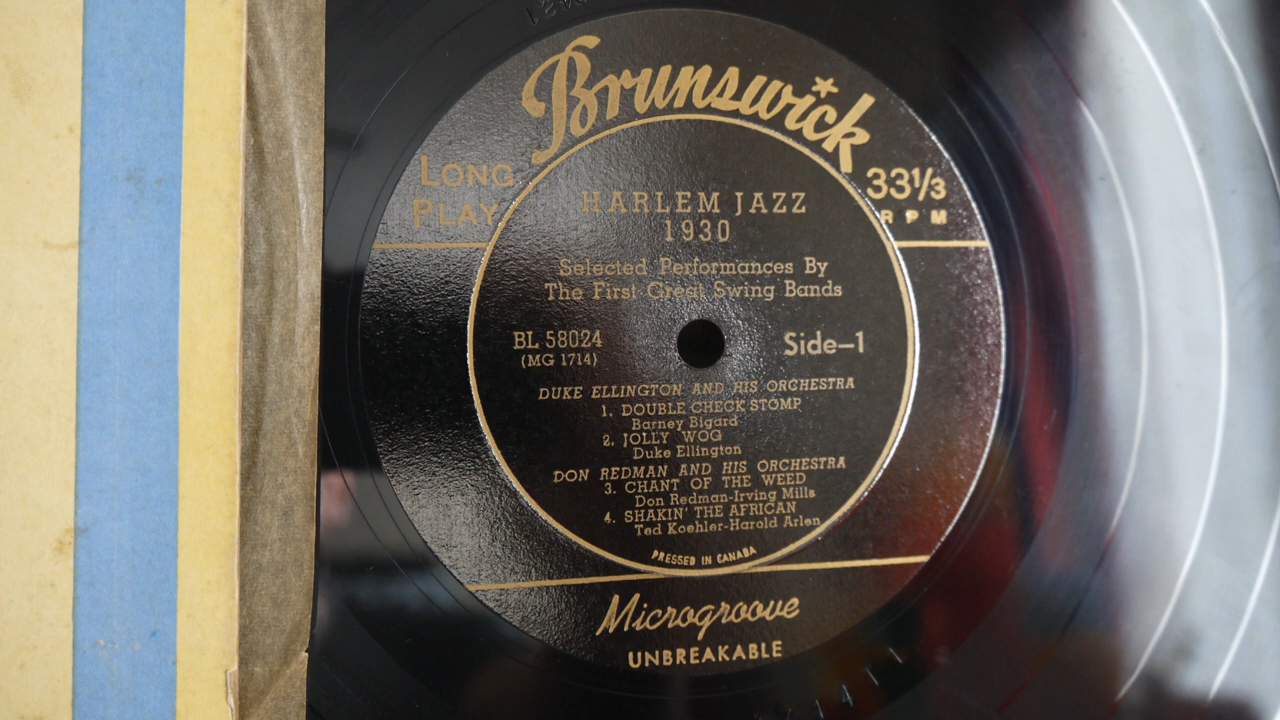 Brunswick
LONG
PLAY
33⅓
RPM
HARLEM JAZZ
1930
Selected Performances By
The First Great Swing Bands
BL 58024
(MG 1714)
Side–1
DUKE ELLINGTON AND HIS ORCHESTRA
1. DOUBLE CHECK STOMP
Barney Bigard
2. JOLLY WOG
Duke Ellington
DON REDMAN AND HIS ORCHESTRA
3. CHANT OF THE WEED
Don Redman-Irving Mills
4. SHAKIN' THE AFRICAN
Ted Koehler-Harold Arlen
PRESSED IN CANADA
Microgroove
UNBREAKABLE